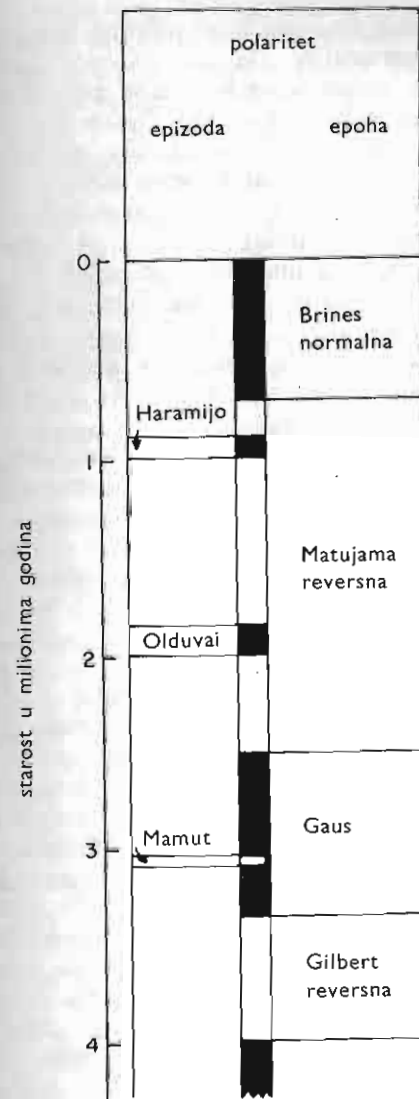 polaritet
epizoda epoha
0
Brines
normalna
Haramijo
1
Matujama
reversna
Olduvai
2
starost u milionima godina
Mamut
3
Gaus
Gilbert
reversna
4